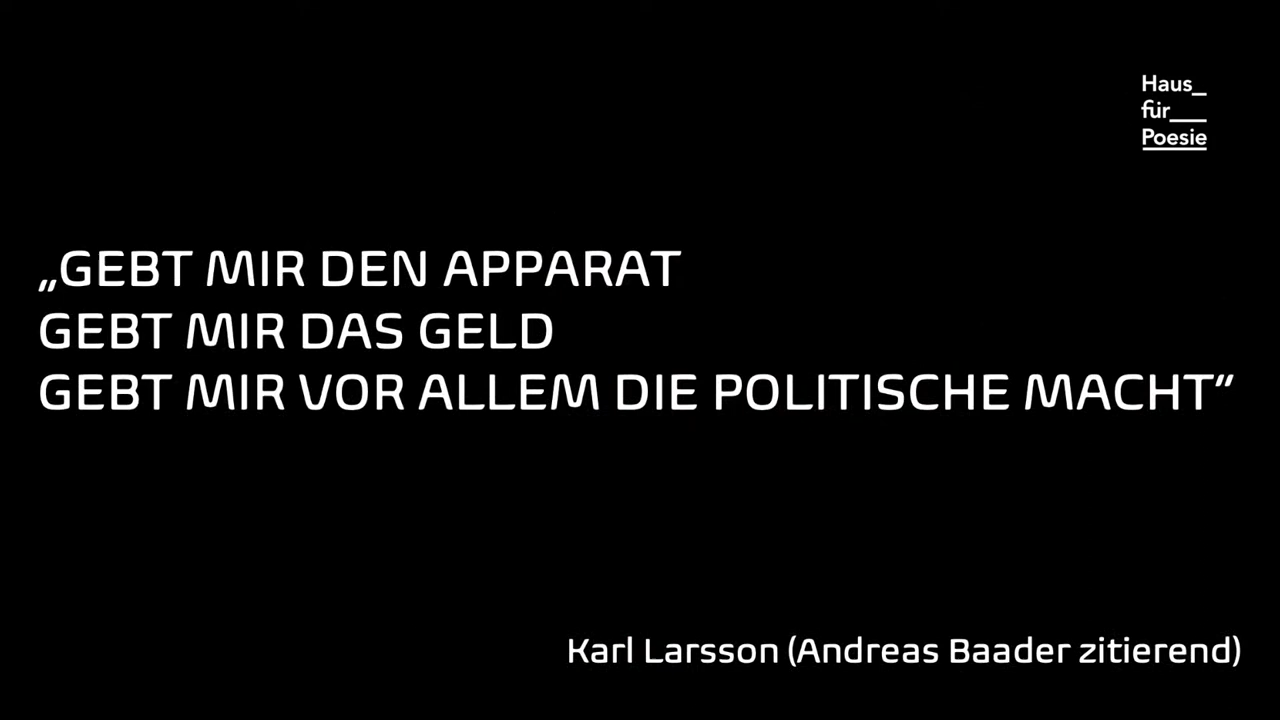 Haus_
für___
Poesie
„GEBT MIR DEN APPARAT
GEBT MIR DAS GELD
GEBT MIR VOR ALLEM DIE POLITISCHE MACHT”
Karl Larsson (Andreas Baader zitierend)